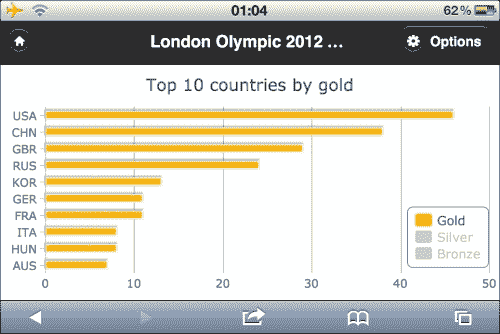 01:04
62%
London Olympic 2012 ...
Options
Top 10 countries by gold
USA
CHN
GBR
RUS
KOR
GER
FRA
ITA
HUN
AUS
Gold
Silver
Bronze
0 10 20 30 40 50